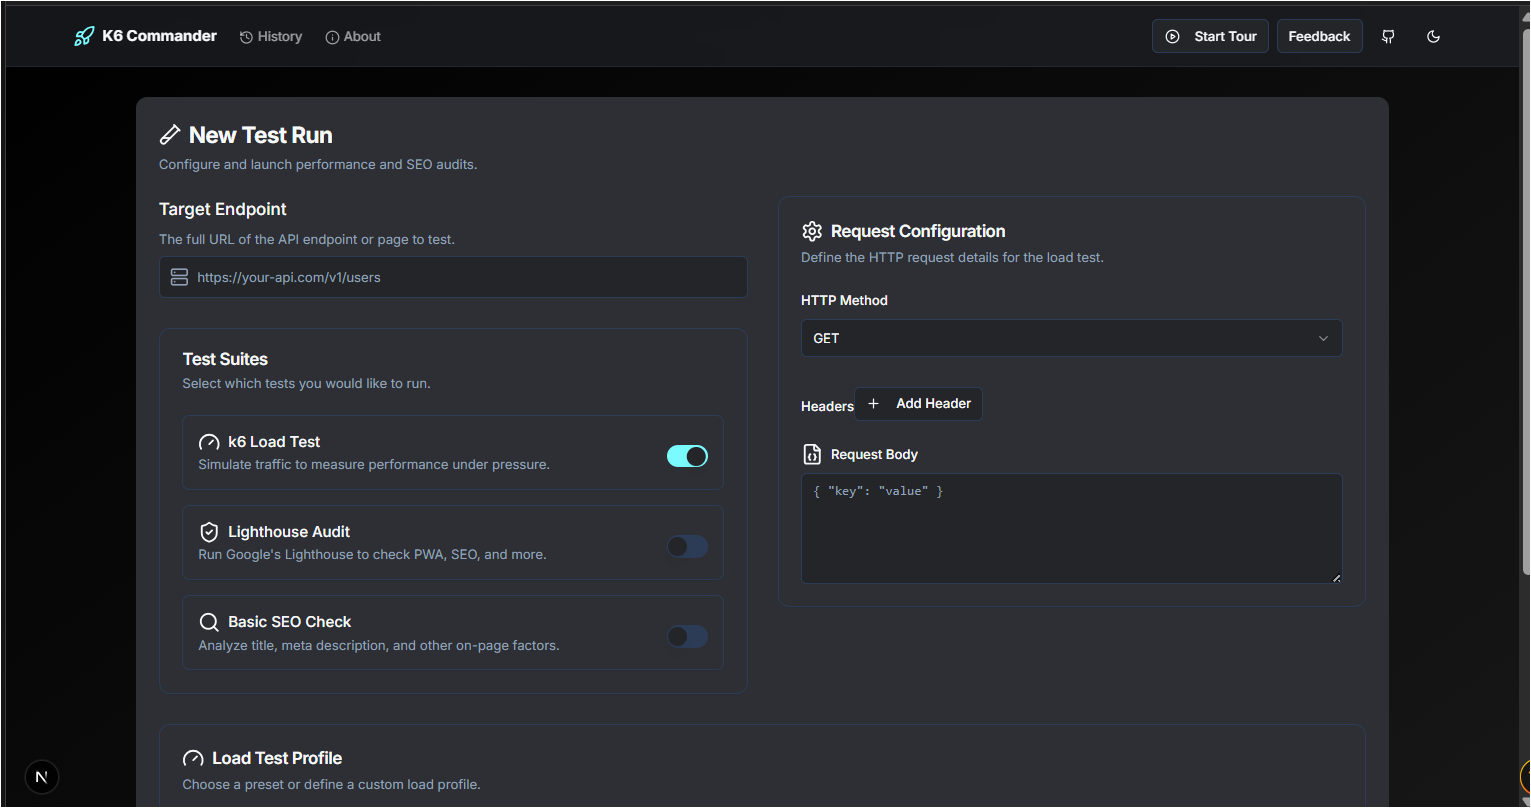 K6 Commander
History
About
Start Tour
Feedback
New Test Run
Configure and launch performance and SEO audits.
Target Endpoint
The full URL of the API endpoint or page to test.
https://your-api.com/v1/users
Test Suites
Select which tests you would like to run.
k6 Load Test
Simulate traffic to measure performance under pressure.
Lighthouse Audit
Run Google's Lighthouse to check PWA, SEO, and more.
Basic SEO Check
Analyze title, meta description, and other on-page factors.
Request Configuration
Define the HTTP request details for the load test.
HTTP Method
GET
Headers
+ Add Header
Request Body
{ "key": "value" }
Load Test Profile
Choose a preset or define a custom load profile.
N